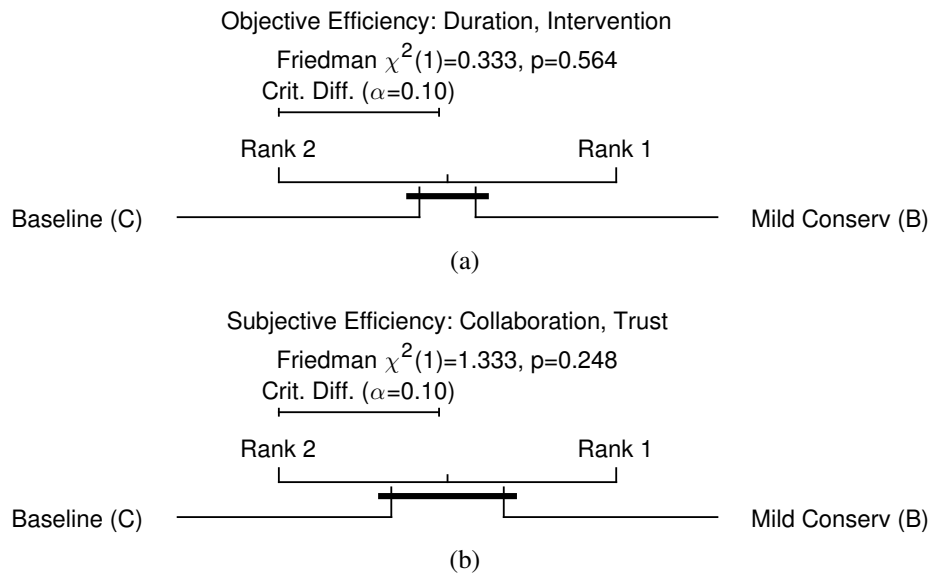 Objective Efficiency: Duration, Intervention
Friedman χ²(1)=0.333, p=0.564
Crit. Diff. (α=0.10)
Rank 2 Rank 1
Baseline (C) Mild Conserv (B)
(a)
Subjective Efficiency: Collaboration, Trust
Friedman χ²(1)=1.333, p=0.248
Crit. Diff. (α=0.10)
Rank 2 Rank 1
Baseline (C) Mild Conserv (B)
(b)